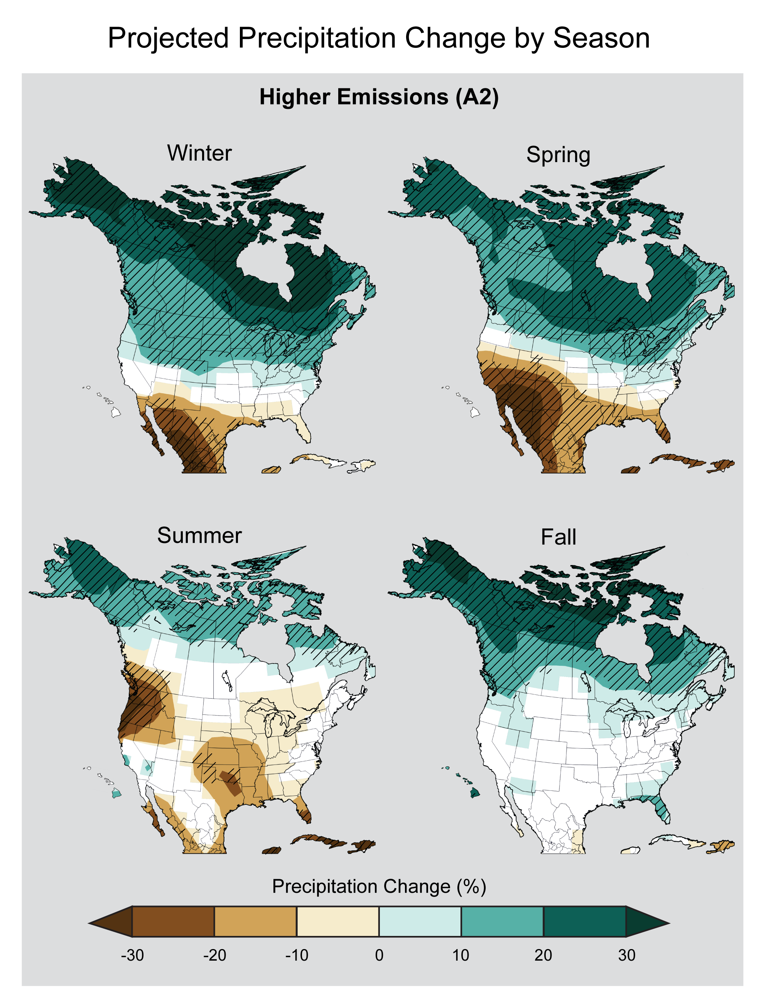 Projected Precipitation Change by Season
Higher Emissions (A2)
Winter
Spring
Summer
Fall
Precipitation Change (%)
-30 -20 -10 0 10 20 30